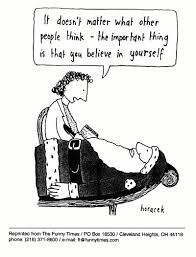 It doesn't matter what other
people think - the important thing
is that you believe in yourself
horacek
Reprinted from The Funny Times / PO Box 18530 / Cleveland Heights, OH 44118
phone: (216) 371-8600 / e-mail: ft@funnytimes.com